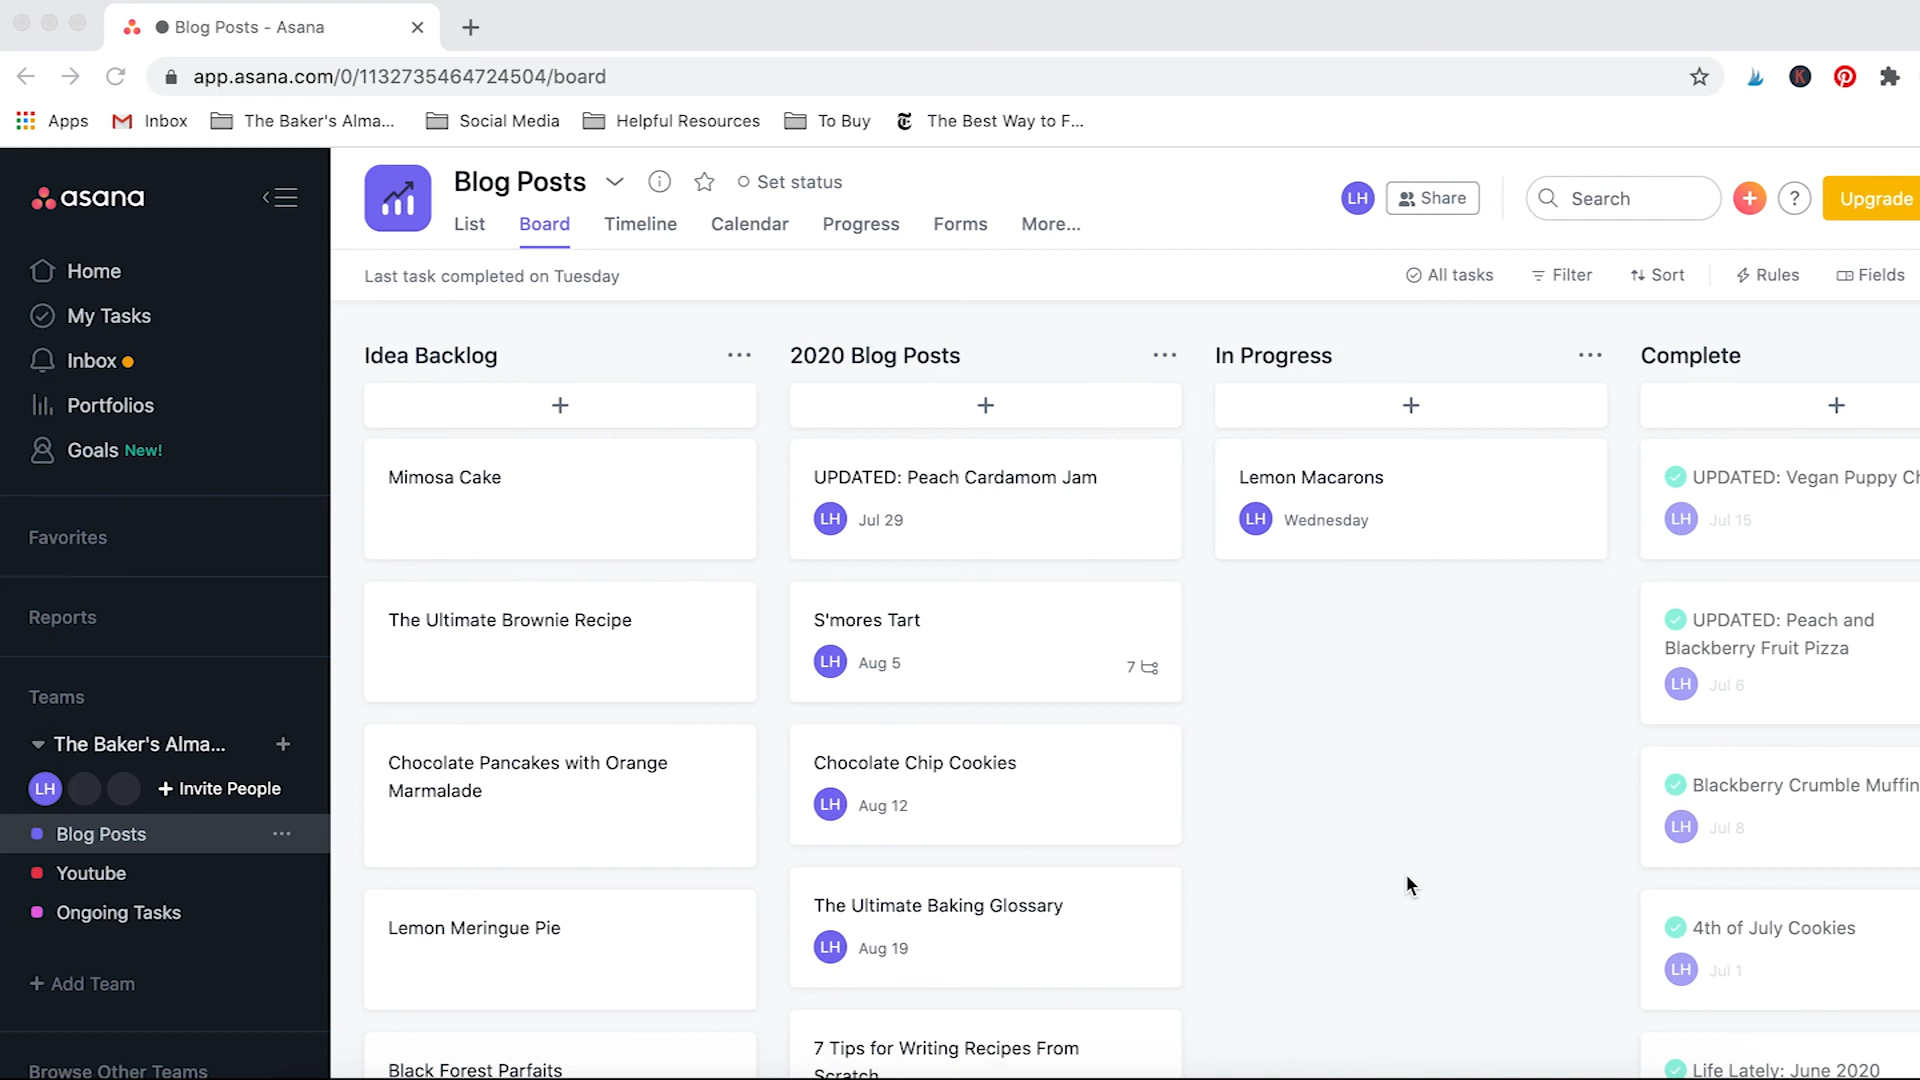 Blog Posts - Asana
app.asana.com/0/1132735464724504/board
K
Apps
Inbox
The Baker's Alma...
Social Media
Helpful Resources
To Buy
The Best Way to F...
asana
Blog Posts
Set status
List
Board
Timeline
Calendar
Progress
Forms
More...
LH
Share
Search
?
Upgrade
Last task completed on Tuesday
All tasks
Filter
Sort
Rules
Fields
Home
My Tasks
Inbox
Portfolios
Goals New!
Favorites
Reports
Teams
The Baker's Alma...
LH
+ Invite People
Blog Posts
Youtube
Ongoing Tasks
+ Add Team
Browse Other Teams
Idea Backlog
Mimosa Cake
The Ultimate Brownie Recipe
Chocolate Pancakes with Orange
Marmalade
Lemon Meringue Pie
Black Forest Parfaits
2020 Blog Posts
UPDATED: Peach Cardamom Jam
LH Jul 29
S'mores Tart
LH Aug 5
7
Chocolate Chip Cookies
LH Aug 12
The Ultimate Baking Glossary
LH Aug 19
7 Tips for Writing Recipes From
Scratch
In Progress
Lemon Macarons
LH Wednesday
Complete
UPDATED: Vegan Puppy Ch
LH Jul 15
UPDATED: Peach and
Blackberry Fruit Pizza
LH Jul 6
Blackberry Crumble Muffin
LH Jul 8
4th of July Cookies
LH Jul 1
Life Lately: June 2020